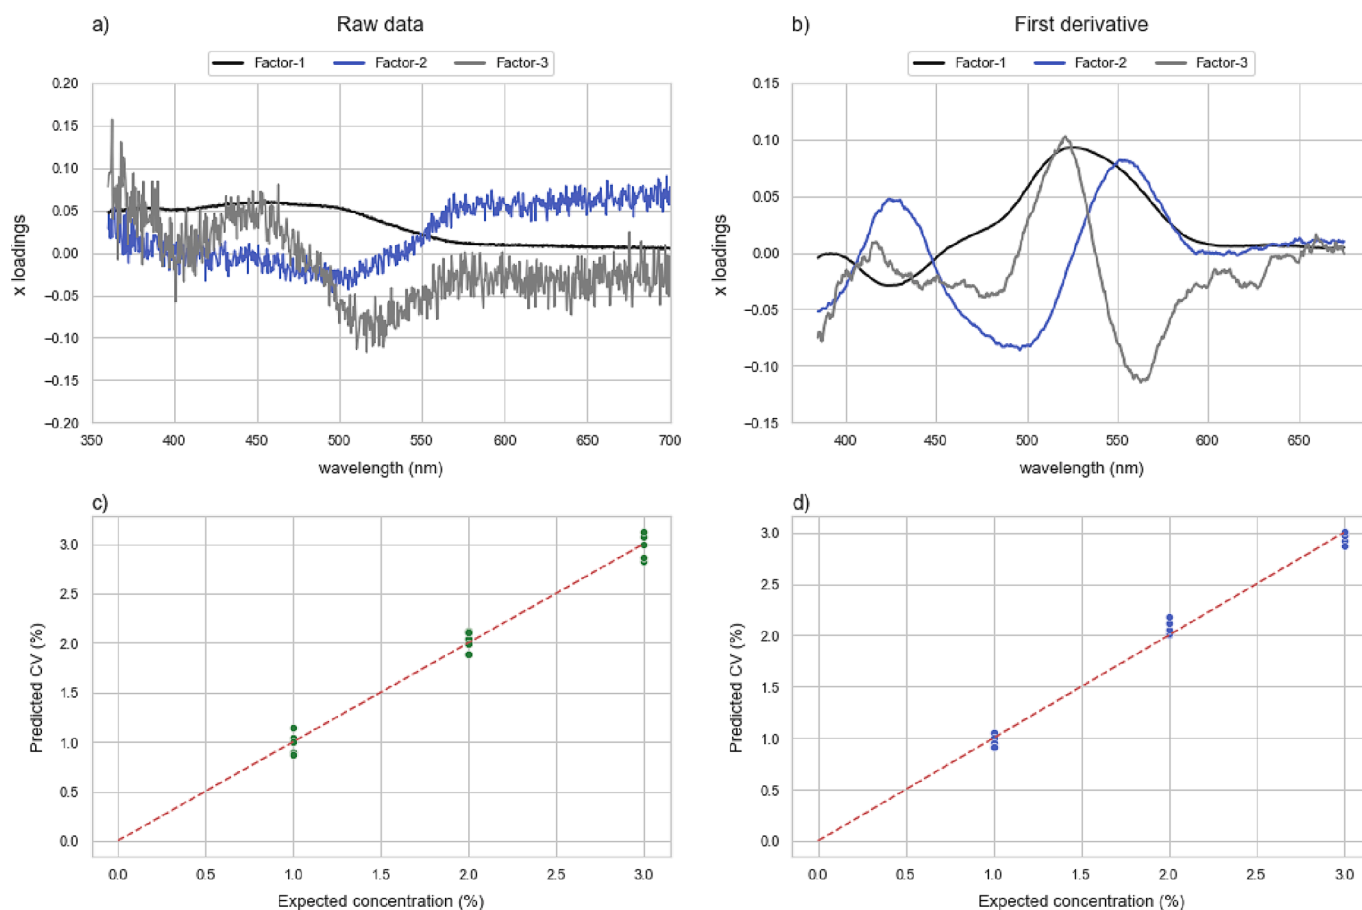 a) Raw data
Factor-1 Factor-2 Factor-3
0.20
0.15
0.10
0.05
0.00
−0.05
−0.10
−0.15
−0.20
x loadings
350 400 450 500 550 600 650 700
wavelength (nm)
b) First derivative
Factor-1 Factor-2 Factor-3
0.15
0.10
0.05
0.00
−0.05
−0.10
−0.15
x loadings
400 450 500 550 600 650
wavelength (nm)
c)
3.0
2.5
2.0
1.5
1.0
0.5
0.0
Predicted CV (%)
0.0 0.5 1.0 1.5 2.0 2.5 3.0
Expected concentration (%)
d)
3.0
2.5
2.0
1.5
1.0
0.5
0.0
Predicted CV (%)
0.0 0.5 1.0 1.5 2.0 2.5 3.0
Expected concentration (%)